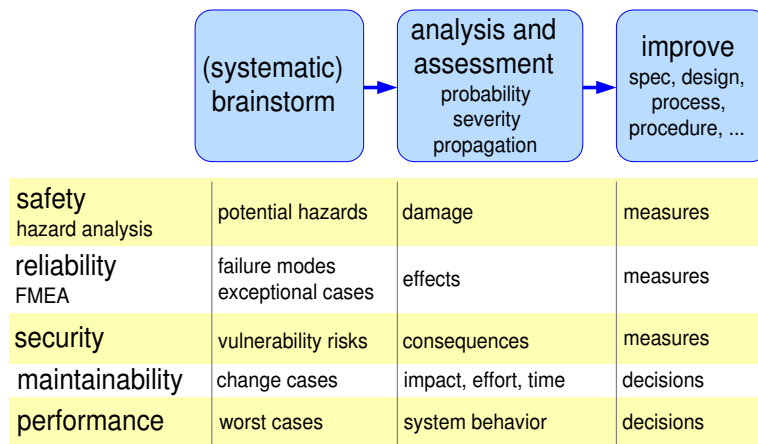 (systematic)
brainstorm
analysis and
assessment
probability
severity
propagation
improve
spec, design,
process,
procedure, ...
safety
hazard analysis
potential hazards
damage
measures
reliability
FMEA
failure modes
exceptional cases
effects
measures
security
vulnerability risks
consequences
measures
maintainability
change cases
impact, effort, time
decisions
performance
worst cases
system behavior
decisions